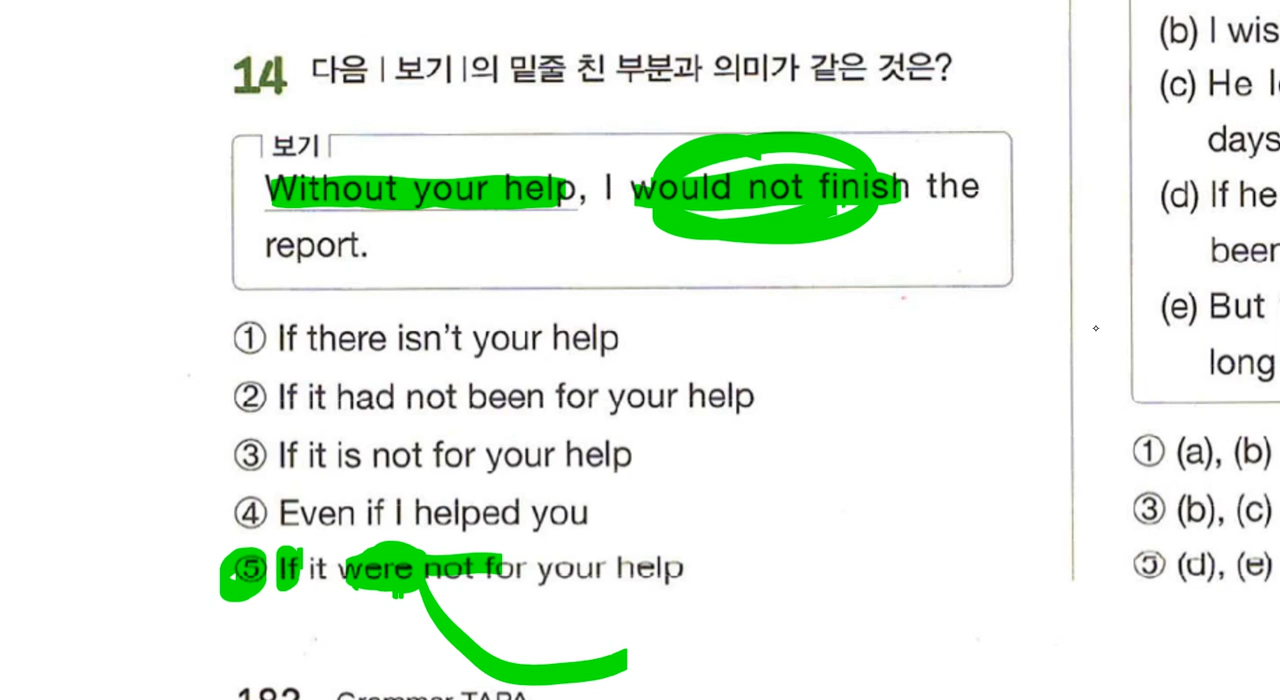 14 다음 | 보기 |의 밑줄 친 부분과 의미가 같은 것은?
보기
Without your help, I would not finish the
report.
① If there isn't your help
② If it had not been for your help
③ If it is not for your help
④ Even if I helped you
⑤ If it were not for your help
(b) I wis
(c) He
days
(d) If he
been
(e) But
long
① (a), (b)
③ (b), (c)
⑤ (d), (e)